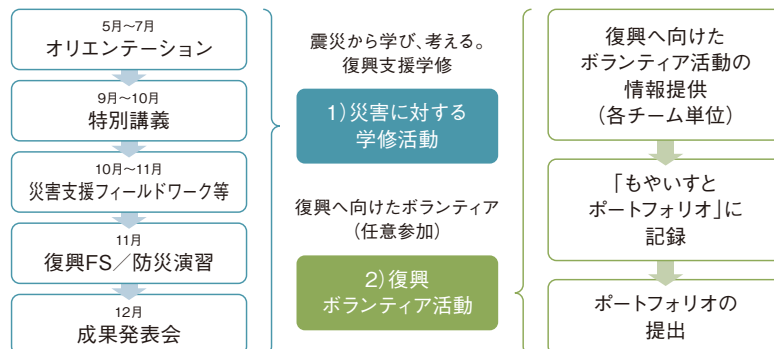 5月～7月
オリエンテーション
9月～10月
特別講義
10月～11月
災害支援フィールドワーク等
11月
復興FS／防災演習
12月
成果発表会
震災から学び、考える。
復興支援学修
1）災害に対する
学修活動
復興へ向けたボランティア
（任意参加）
2）復興
ボランティア活動
復興へ向けた
ボランティア活動の
情報提供
（各チーム単位）
「もやいすと
ポートフォリオ」に
記録
ポートフォリオの
提出